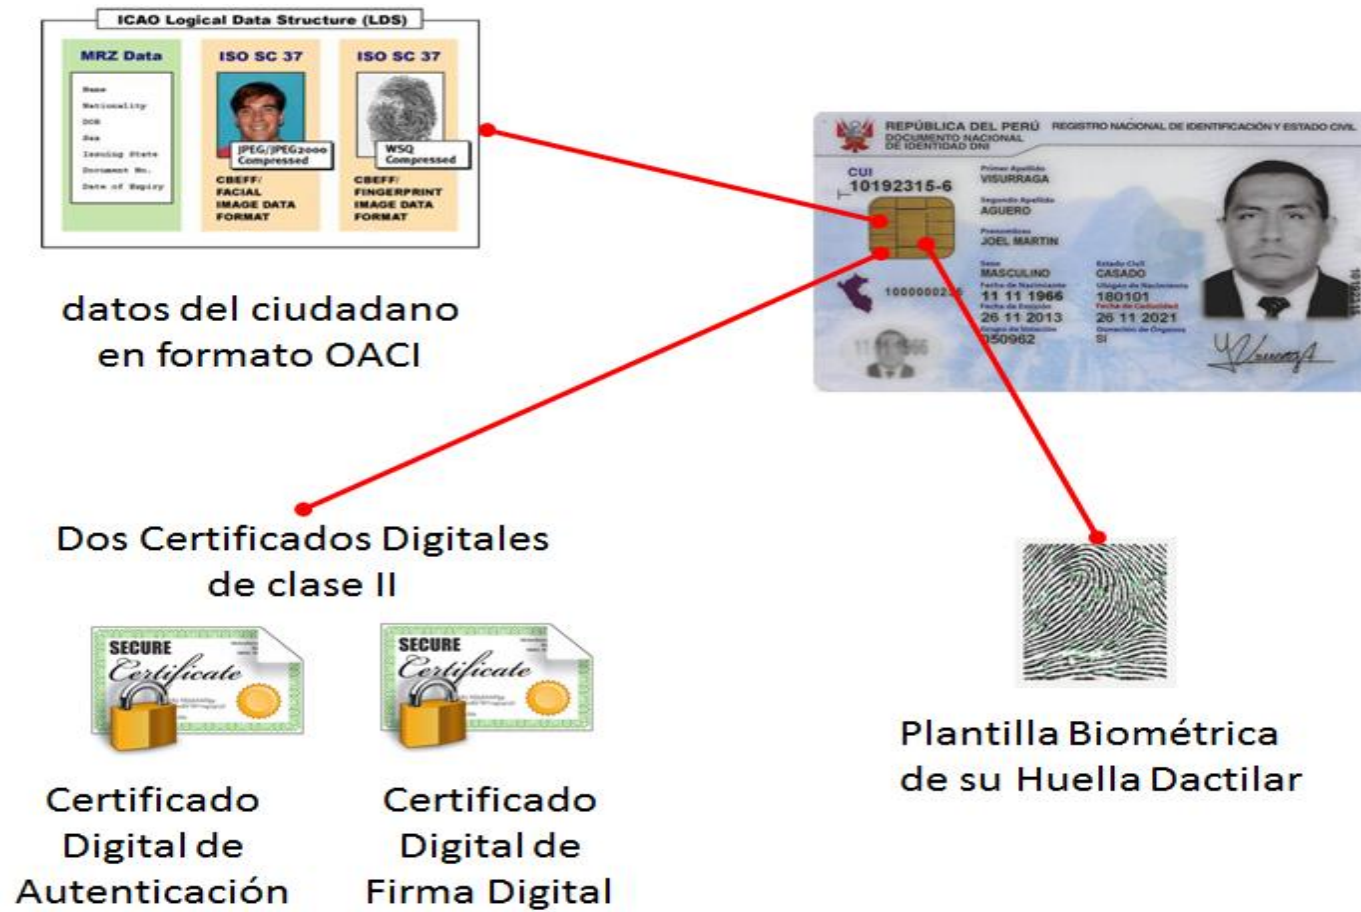 ICAO Logical Data Structure (LDS)
MRZ Data
Name
Nationality
DOB
Sex
Issuing State
Document No.
Date of Expiry
ISO SC 37
JPEG/JPEG2000
Compressed
CBEFF/
FACIAL
IMAGE DATA
FORMAT
ISO SC 37
WSQ
Compressed
CBEFF/
FINGERPRINT
IMAGE DATA
FORMAT
datos del ciudadano
en formato OACI
REPÚBLICA DEL PERÚ REGISTRO NACIONAL DE IDENTIFICACIÓN Y ESTADO CIVIL
DOCUMENTO NACIONAL
DE IDENTIDAD DNI
CUI
10192315-6
Primer Apellido
VISURRAGA
Segundo Apellido
AGUERO
Prenombres
JOEL MARTIN
Sexo Estado Civil
MASCULINO CASADO
Fecha de Nacimiento Ubigeo de Nacimiento
11 11 1966 180101
Fecha de Emisión Fecha de Caducidad
26 11 2013 26 11 2021
Grupo de Votación Donación de Órganos
050962 SI
Dos Certificados Digitales
de clase II
SECURE
Certificate
SECURE
Certificate
Certificado
Digital de
Autenticación
Certificado
Digital de
Firma Digital
Plantilla Biométrica
de su Huella Dactilar